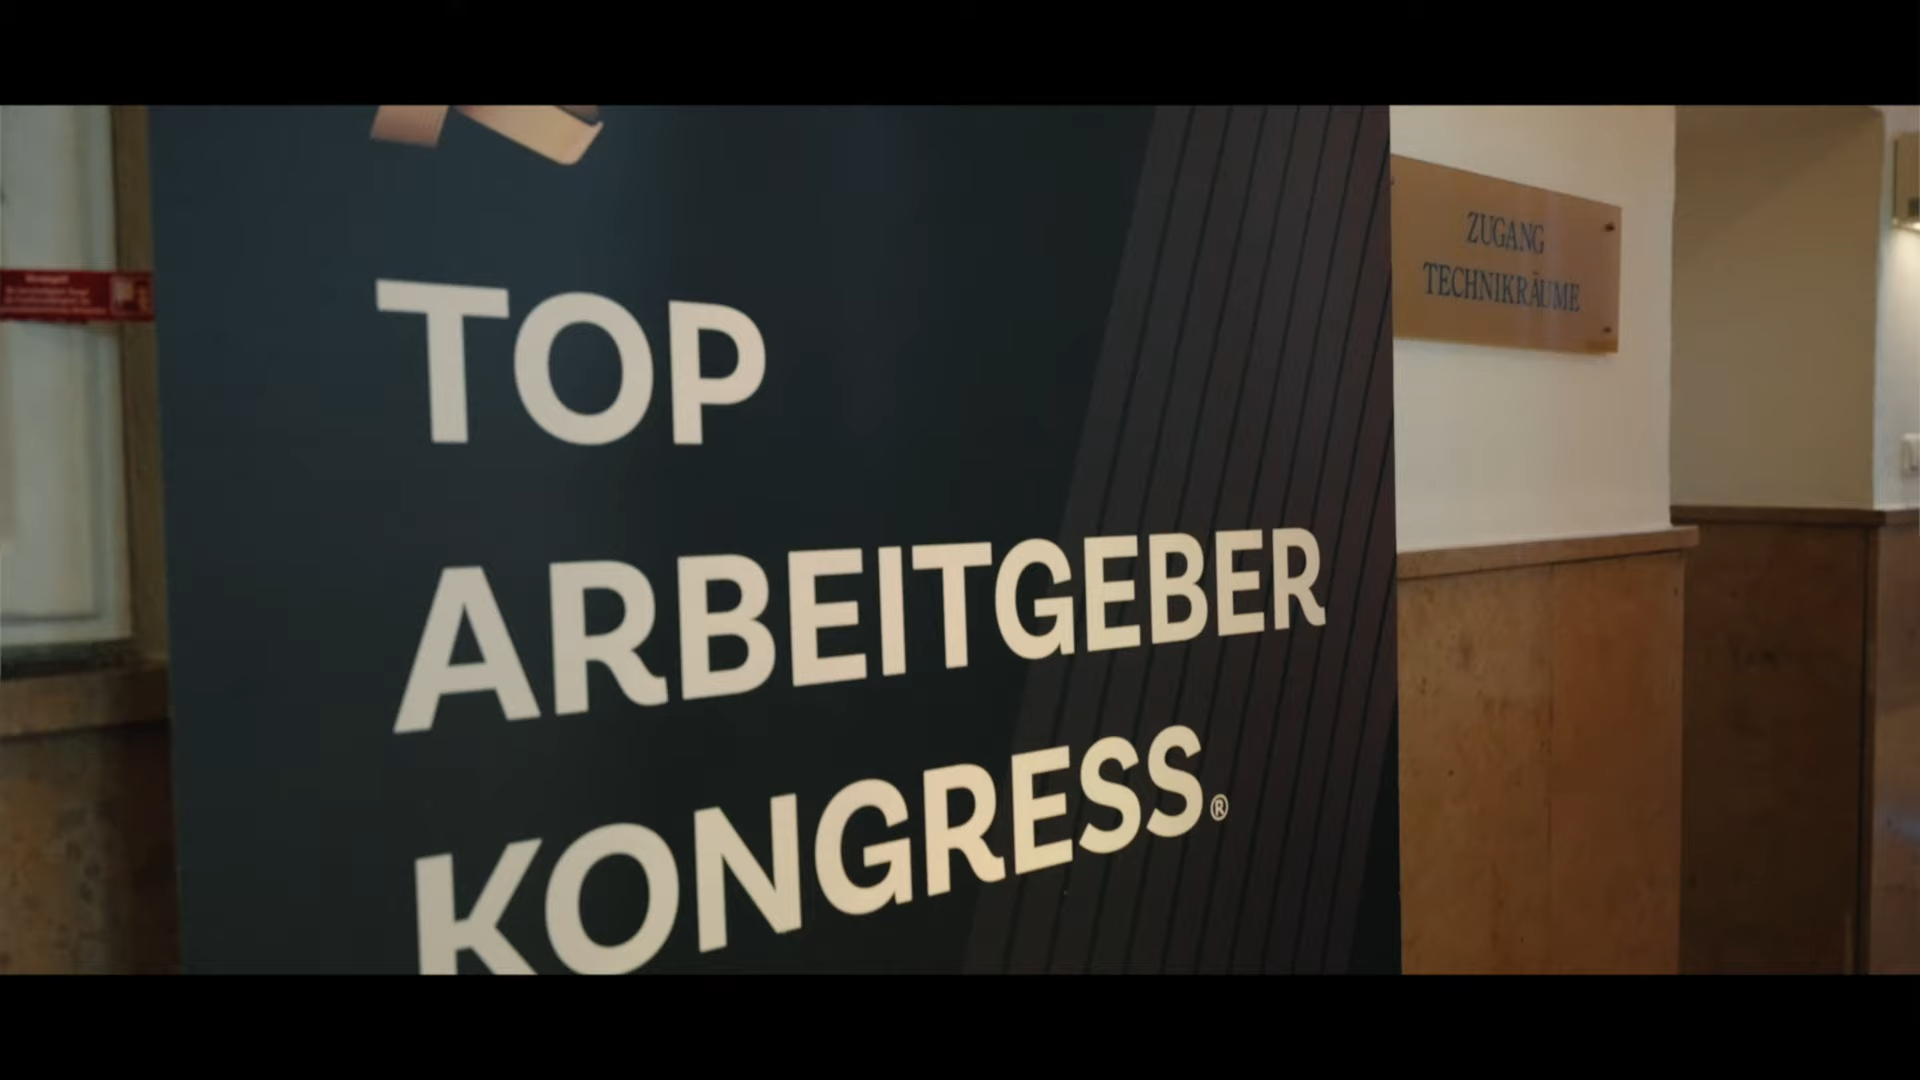 TOP
ARBEITGEBER
KONGRESS®
ZUGANG
TECHNIKRÄUME